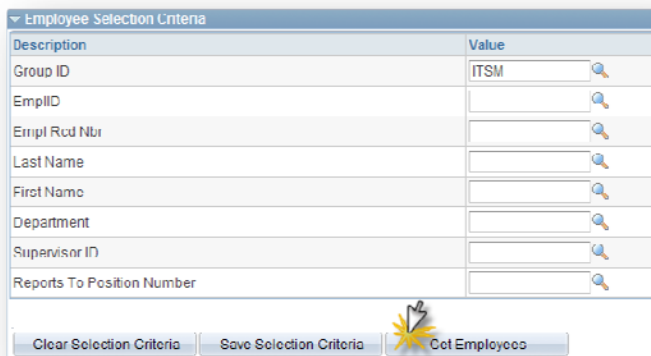 Employee Selection Criteria
Description Value
Group ID ITSM
EmplID
Empl Rcd Nbr
Last Name
First Name
Department
Supervisor ID
Reports To Position Number
Clear Selection Criteria Save Selection Criteria Get Employees